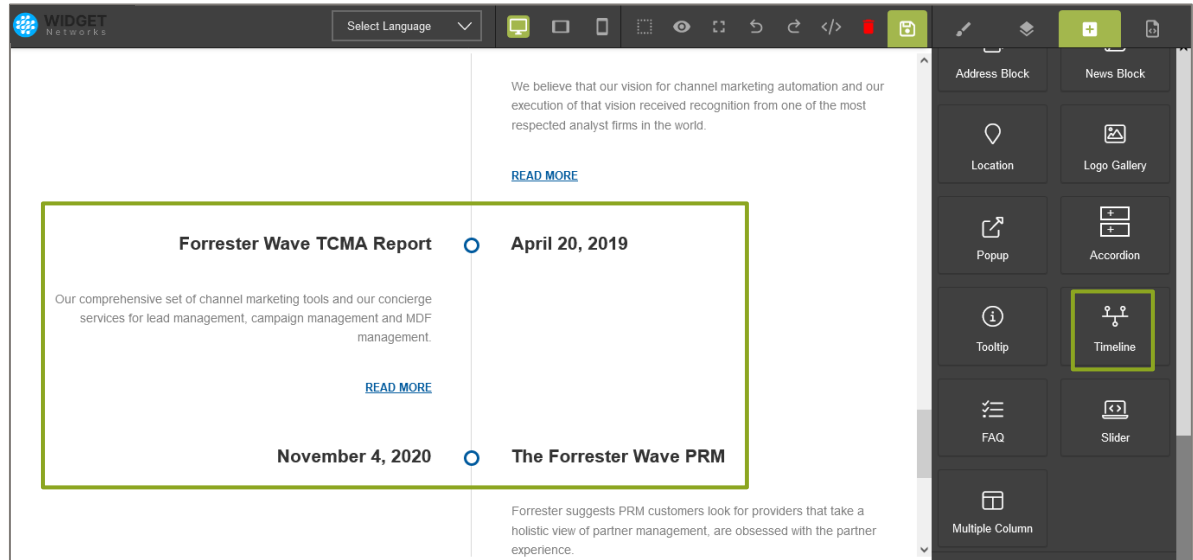 WIDGET
Networks
Select Language
We believe that our vision for channel marketing automation and our
execution of that vision received recognition from one of the most
respected analyst firms in the world.
READ MORE
Forrester Wave TCMA Report
April 20, 2019
Our comprehensive set of channel marketing tools and our concierge
services for lead management, campaign management and MDF
management.
READ MORE
November 4, 2020
The Forrester Wave PRM
Forrester suggests PRM customers look for providers that take a
holistic view of partner management, are obsessed with the partner
experience.
Address Block
News Block
Location
Logo Gallery
Popup
Accordion
Tooltip
Timeline
FAQ
Slider
Multiple Column